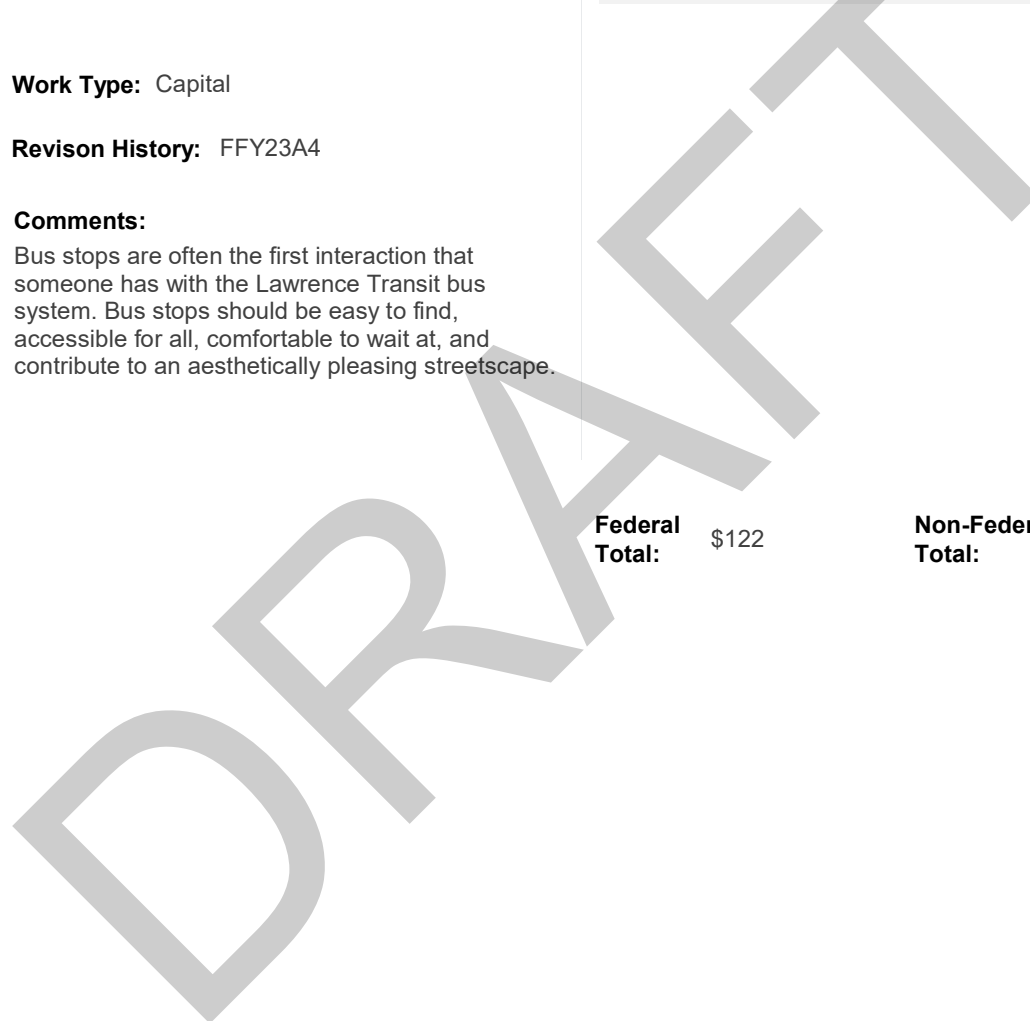 Work Type: Capital
Revison History: FFY23A4
Comments:
Bus stops are often the first interaction that
someone has with the Lawrence Transit bus
system. Bus stops should be easy to find,
accessible for all, comfortable to wait at, and
contribute to an aesthetically pleasing streetscape.
Federal
Total: $122
Total:
DRAFT